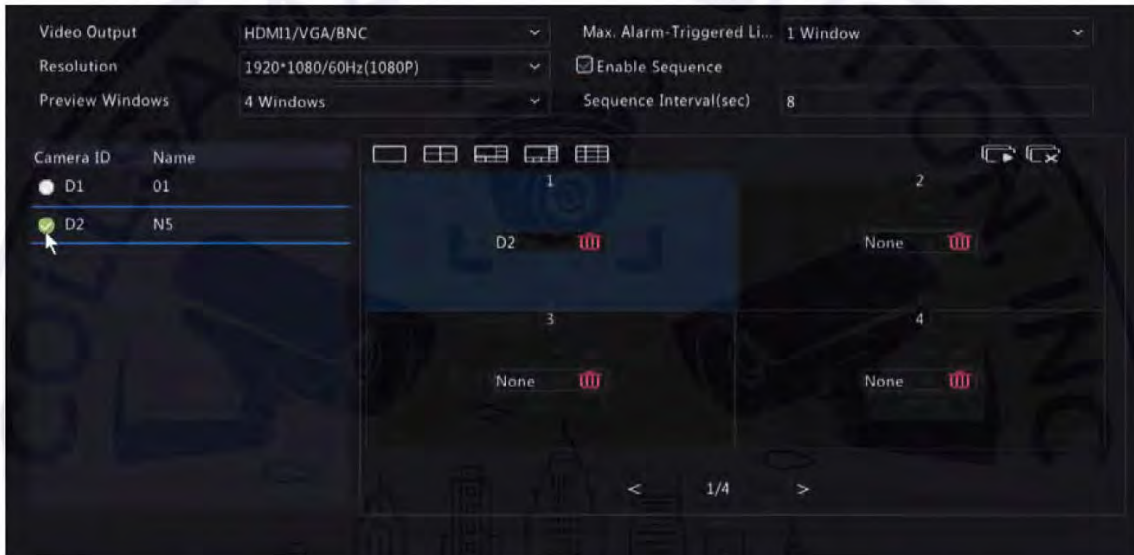 Video Output HDMI1/VGA/BNC Max. Alarm-Triggered Li... 1 Window
Resolution 1920*1080/60Hz(1080P) Enable Sequence
Preview Windows 4 Windows Sequence Interval(sec) 8
Camera ID Name
D1 01
D2 N5
1 2
D2 None
3 4
None None
< 1/4 >